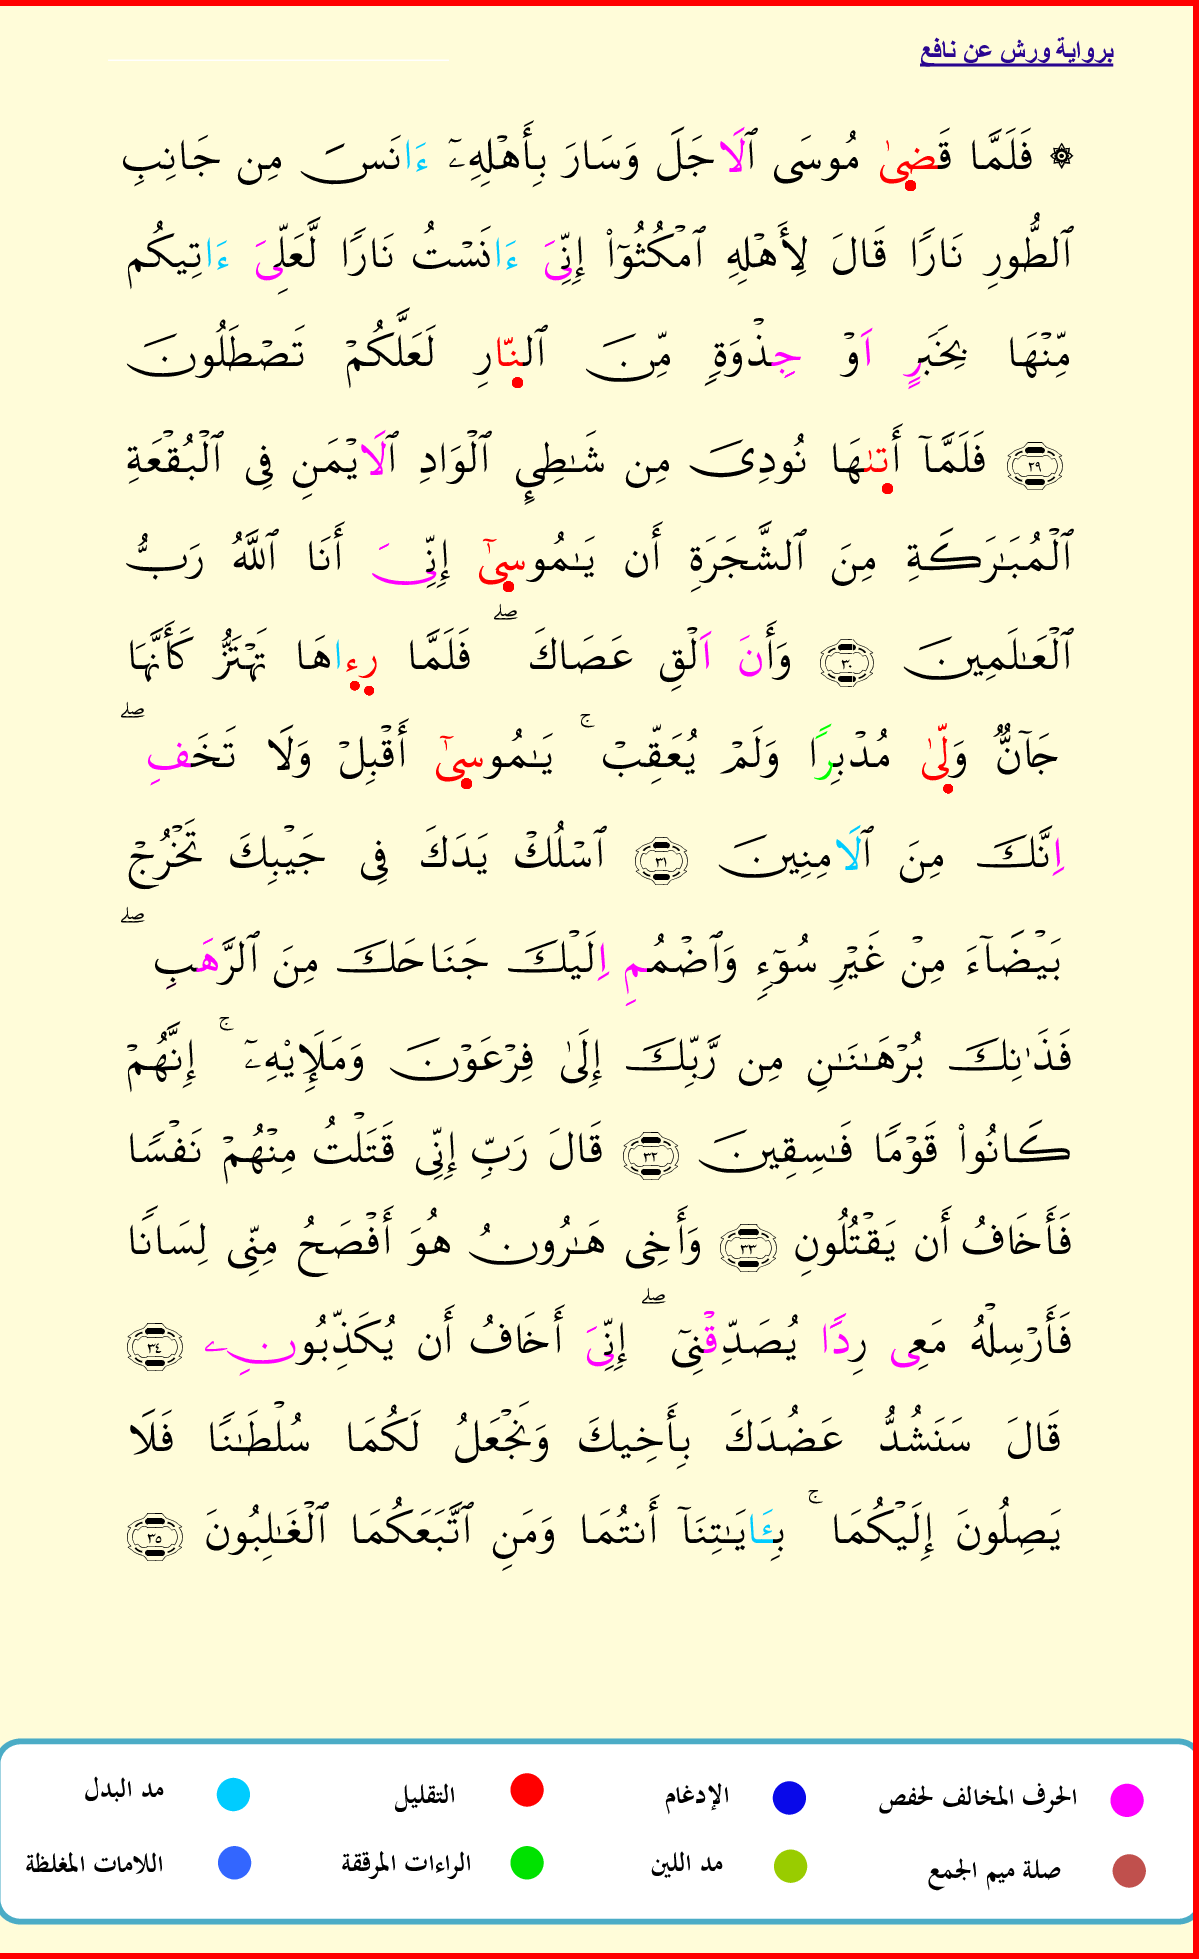 برواية ورش عن نافع
۞ فَلَمَّا قَضِىٰ مُوسَى ٱلَاجَلَ وَسَارَ بِأَهْلِهِۦٓ ءَانَسَ مِن جَانِبِ
ٱلطُّورِ نَارًا قَالَ لِأَهْلِهِ ٱمْكُثُوٓاْ إِنِّىَ ءَانَسْتُ نَارًا لَّعَلِّىَ ءَاتِيكُم
مِّنْهَا بِخَبَرٍ اَوْ جِذْوَةٍ مِّنَ ٱلنّ۪ارِ لَعَلَّكُمْ تَصْطَلُونَ
٢٩ فَلَمَّآ أَتىٰهَا نُودِىَ مِن شَٰطِىِٕ ٱلْوَادِ ٱلَايْمَنِ فِى ٱلْبُقْعَةِ
ٱلْمُبَٰرَكَةِ مِنَ ٱلشَّجَرَةِ أَن يَٰمُوسِىٰٓ إِنِّىَ أَنَا ٱللَّهُ رَبُّ
ٱلْعَٰلَمِينَ ٣٠ وَأَنَ اَلْقِ عَصَاكَ ۖ فَلَمَّا رِءاهَا تَهْتَزُّ كَأَنَّهَا
جَآنٌّ وَلّىٰ مُدْبِرًا وَلَمْ يُعَقِّبْ ۚ يَٰمُوسِىٰٓ أَقْبِلْ وَلَا تَخَفِ ۖ
اِنَّكَ مِنَ ٱلَامِنِينَ ٣١ ٱسْلُكْ يَدَكَ فِى جَيْبِكَ تَخْرُجْ
بَيْضَآءَ مِنْ غَيْرِ سُوٓءٍ وَٱضْمُمِ اِلَيْكَ جَنَاحَكَ مِنَ ٱلرَّهَبِ ۖ
فَذَٰنِكَ بُرْهَٰنَٰنِ مِن رَّبِّكَ إِلَىٰ فِرْعَوْنَ وَمَلَإِيْهِۦٓ ۚ إِنَّهُمْ
كَانُواْ قَوْمًا فَٰسِقِينَ ٣٢ قَالَ رَبِّ إِنِّى قَتَلْتُ مِنْهُمْ نَفْسًا
فَأَخَافُ أَن يَقْتُلُونِ ٣٣ وَأَخِى هَٰرُونُ هُوَ أَفْصَحُ مِنِّى لِسَانًا
فَأَرْسِلْهُ مَعِى رِدًا يُصَدِّقْنِىٓ ۖ إِنِّىَ أَخَافُ أَن يُكَذِّبُونِۦ ٣٤
قَالَ سَنَشُدُّ عَضُدَكَ بِأَخِيكَ وَنَجْعَلُ لَكُمَا سُلْطَٰنًا فَلَا
يَصِلُونَ إِلَيْكُمَا ۚ بِـَٔايَٰتِنَآ أَنتُمَا وَمَنِ ٱتَّبَعَكُمَا ٱلْغَٰلِبُونَ ٣٥
الحرف المخالف لحفص الإدغام التقليل مد البدل
صلة ميم الجمع مد اللين الراءات المرققة اللامات المغلظة